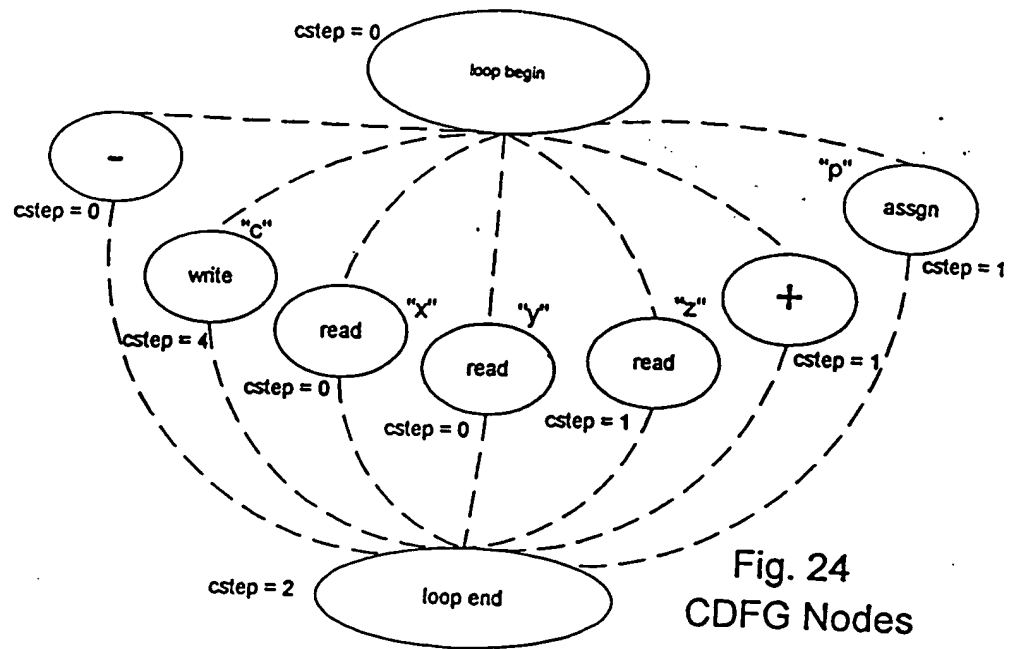 cstep = 0
loop begin
-
cstep = 0
"p"
assgn
cstep = 1
"c"
write
cstep = 4
"x"
read
cstep = 0
"y"
read
cstep = 0
"z"
read
cstep = 1
+
cstep = 1
cstep = 2
loop end
Fig. 24
CDFG Nodes